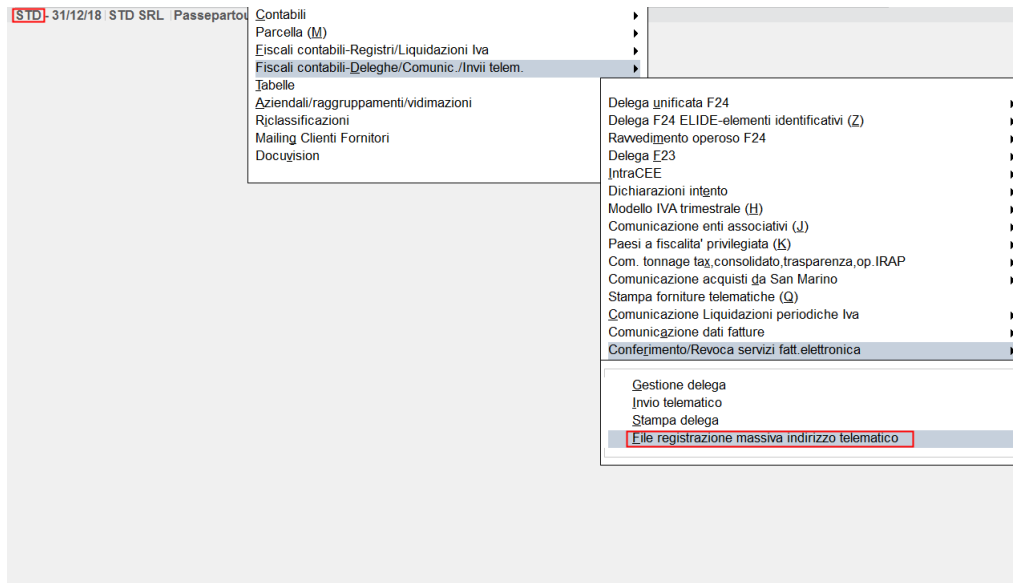 STD - 31/12/18 STD SRL Passepartou
Contabili
Parcella (M)
Fiscali contabili-Registri/Liquidazioni Iva
Fiscali contabili-Deleghe/Comunic./Invii telem.
Tabelle
Aziendali/raggruppamenti/vidimazioni
Riclassificazioni
Mailing Clienti Fornitori
Docuvision
Delega unificata F24
Delega F24 ELIDE-elementi identificativi (Z)
Ravvedimento operoso F24
Delega F23
IntraCEE
Dichiarazioni intento
Modello IVA trimestrale (H)
Comunicazione enti associativi (J)
Paesi a fiscalita' privilegiata (K)
Com. tonnage tax,consolidato,trasparenza,op.IRAP
Comunicazione acquisti da San Marino
Stampa forniture telematiche (Q)
Comunicazione Liquidazioni periodiche Iva
Comunicazione dati fatture
Conferimento/Revoca servizi fatt.elettronica
Gestione delega
Invio telematico
Stampa delega
File registrazione massiva indirizzo telematico